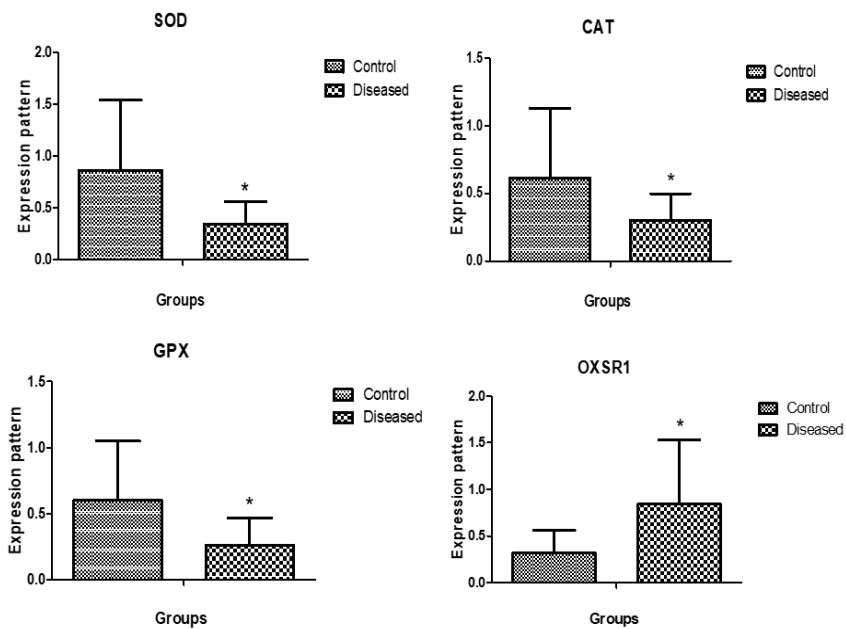 SOD
2.0
1.5
1.0
0.5
0.0
Expression pattern
Groups
Control
Diseased
*
CAT
1.5
1.0
0.5
0.0
Expression pattern
Groups
Control
Diseased
*
GPX
1.5
1.0
0.5
0.0
Expression pattern
Groups
Control
Diseased
*
OXSR1
2.0
1.5
1.0
0.5
0.0
Expression pattern
Groups
Control
Diseased
*